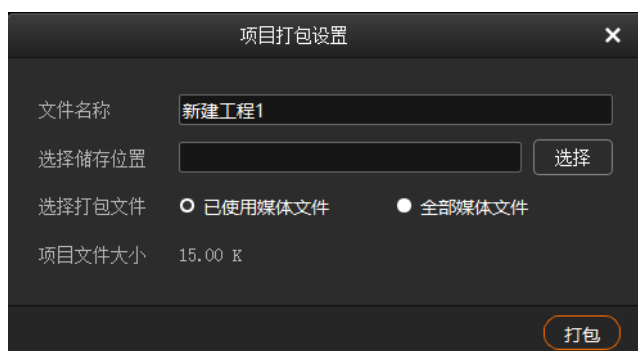 项目打包设置
文件名称 新建工程1
选择储存位置 选择
选择打包文件 已使用媒体文件 全部媒体文件
项目文件大小 15.00 K
打包